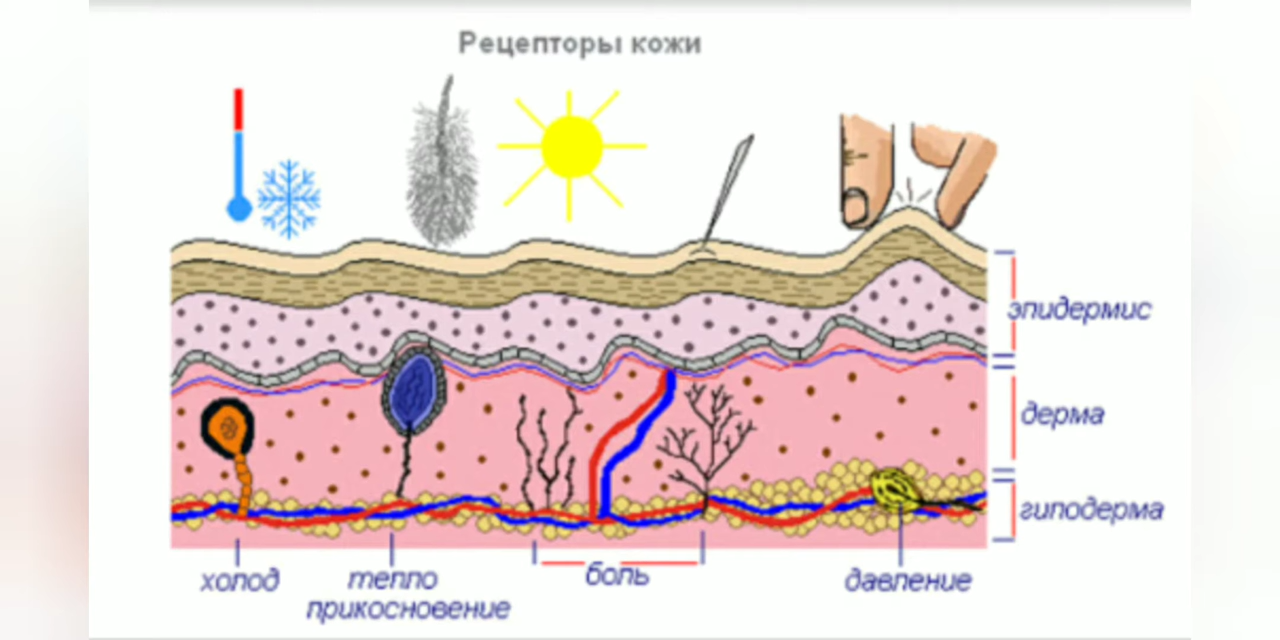 Рецепторы кожи
эпидермис
дерма
гиподерма
холод
тепло
прикосновение
боль
давление